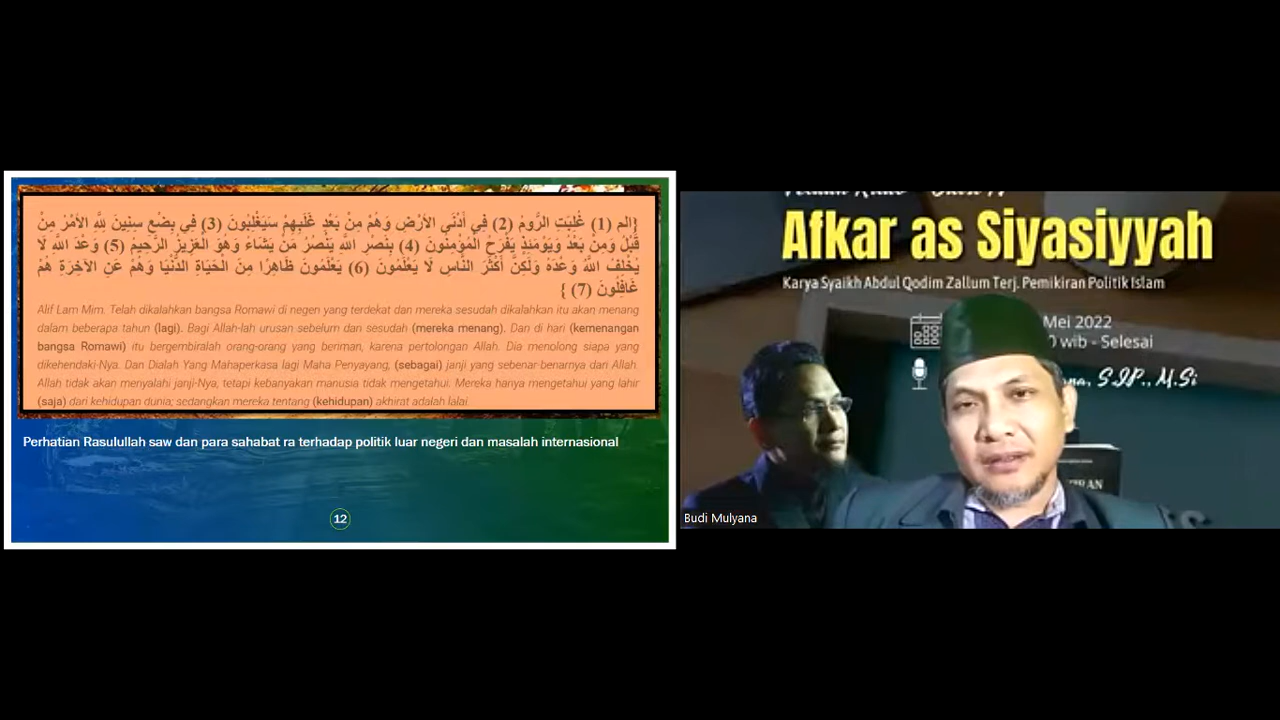 {الم (1) غُلِبَتِ الرُّومُ (2) فِي أَدْنَى الأَرْضِ وَهُمْ مِنْ بَعْدِ غَلَبِهِمْ سَيَغْلِبُونَ (3) فِي بِضْعِ سِنِينَ لِلَّهِ الأَمْرُ مِنْ
قَبْلُ وَمِنْ بَعْدُ وَيَوْمَئِذٍ يَفْرَحُ الْمُؤْمِنُونَ (4) بِنَصْرِ اللهِ يَنْصُرُ مَن يَشَاءُ وَهُوَ الْعَزِيزُ الرَّحِيمُ (5) وَعْدَ اللهِ لَا
يُخْلِفُ اللهُ وَعْدَهُ وَلَكِنَّ أَكْثَرَ النَّاسِ لَا يَعْلَمُونَ (6) يَعْلَمُونَ ظَاهِرًا مِنَ الْحَيَاةِ الدُّنْيَا وَهُمْ عَنِ الآخِرَةِ هُمْ
غَافِلُونَ (7) }
Alif Lam Mim. Telah dikalahkan bangsa Romawi di negeri yang terdekat dan mereka sesudah dikalahkan itu akan menang
dalam beberapa tahun (lagi). Bagi Allah-lah urusan sebelum dan sesudah (mereka menang). Dan di hari (kemenangan
bangsa Romawi) itu bergembiralah orang-orang yang beriman, karena pertolongan Allah. Dia menolong siapa yang
dikehendaki-Nya. Dan Dialah Yang Mahaperkasa lagi Maha Penyayang, (sebagai) janji yang sebenar-benarnya dari Allah.
Allah tidak akan menyalahi janji-Nya, tetapi kebanyakan manusia tidak mengetahui. Mereka hanya mengetahui yang lahir
(saja) dari kehidupan dunia; sedangkan mereka tentang (kehidupan) akhirat adalah lalai.
Perhatian Rasulullah saw dan para sahabat ra terhadap politik luar negeri dan masalah internasional
12
Afkar as Siyasiyyah
Karya Syaikh Abdul Qodim Zallum Terj. Pemikiran Politik Islam
Mei 2022
wib - Selesai
S.IP., M.Si
Budi Mulyana